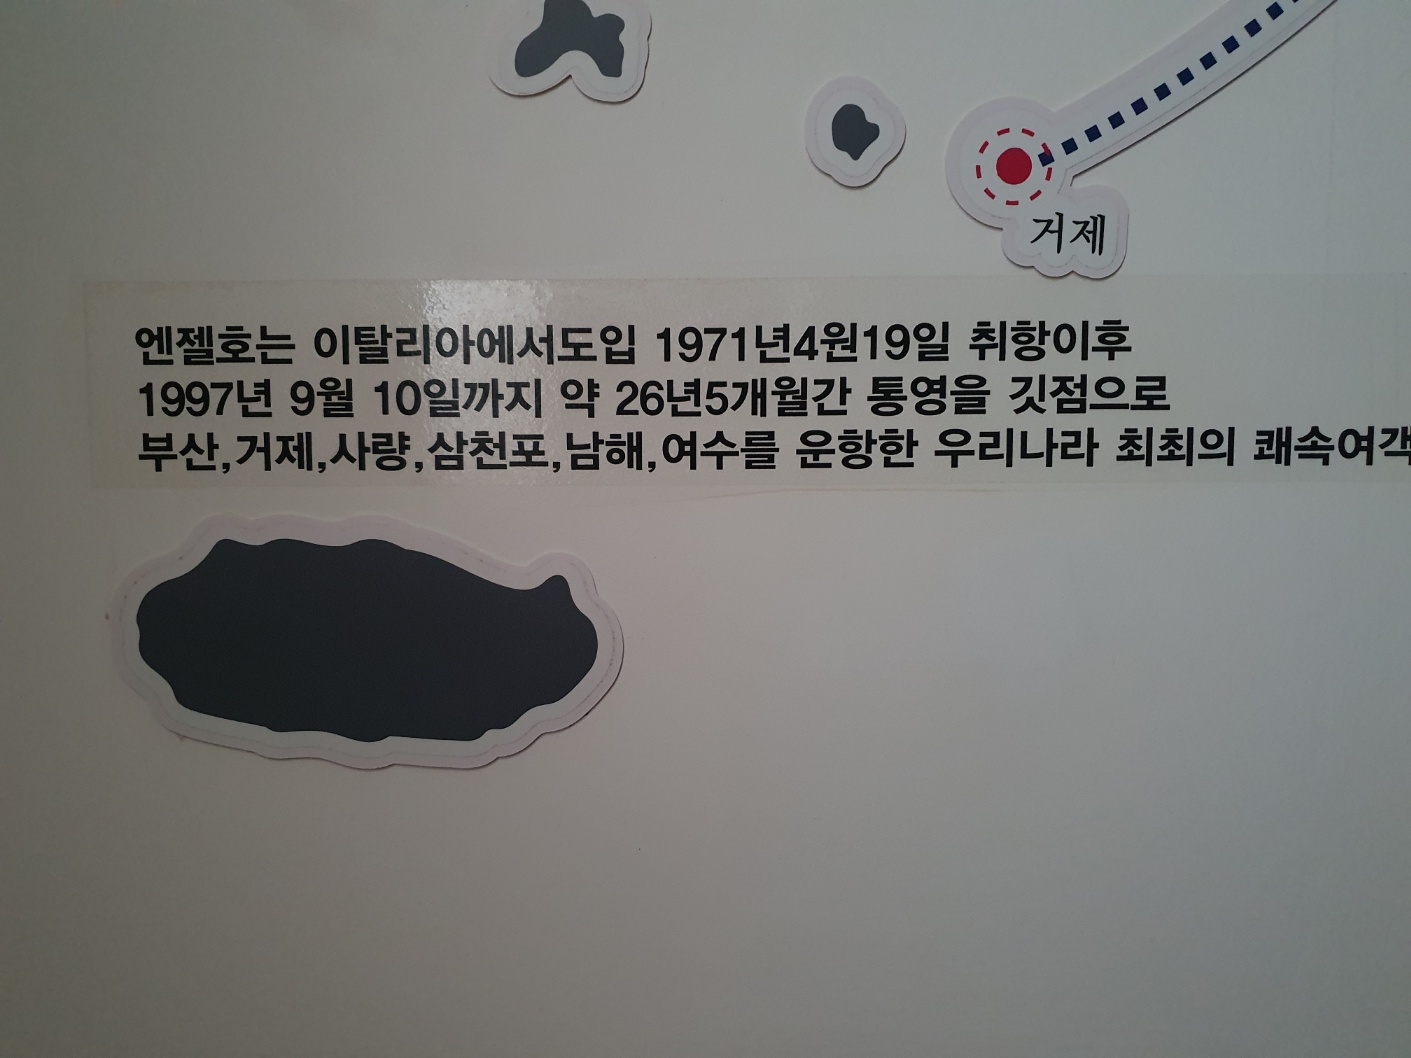 거제
엔젤호는 이탈리아에서도입 1971년4원19일 취항이후
1997년 9월 10일까지 약 26년5개월간 통영을 깃점으로
부산,거제,사량,삼천포,남해,여수를 운항한 우리나라 최최의 쾌속여객